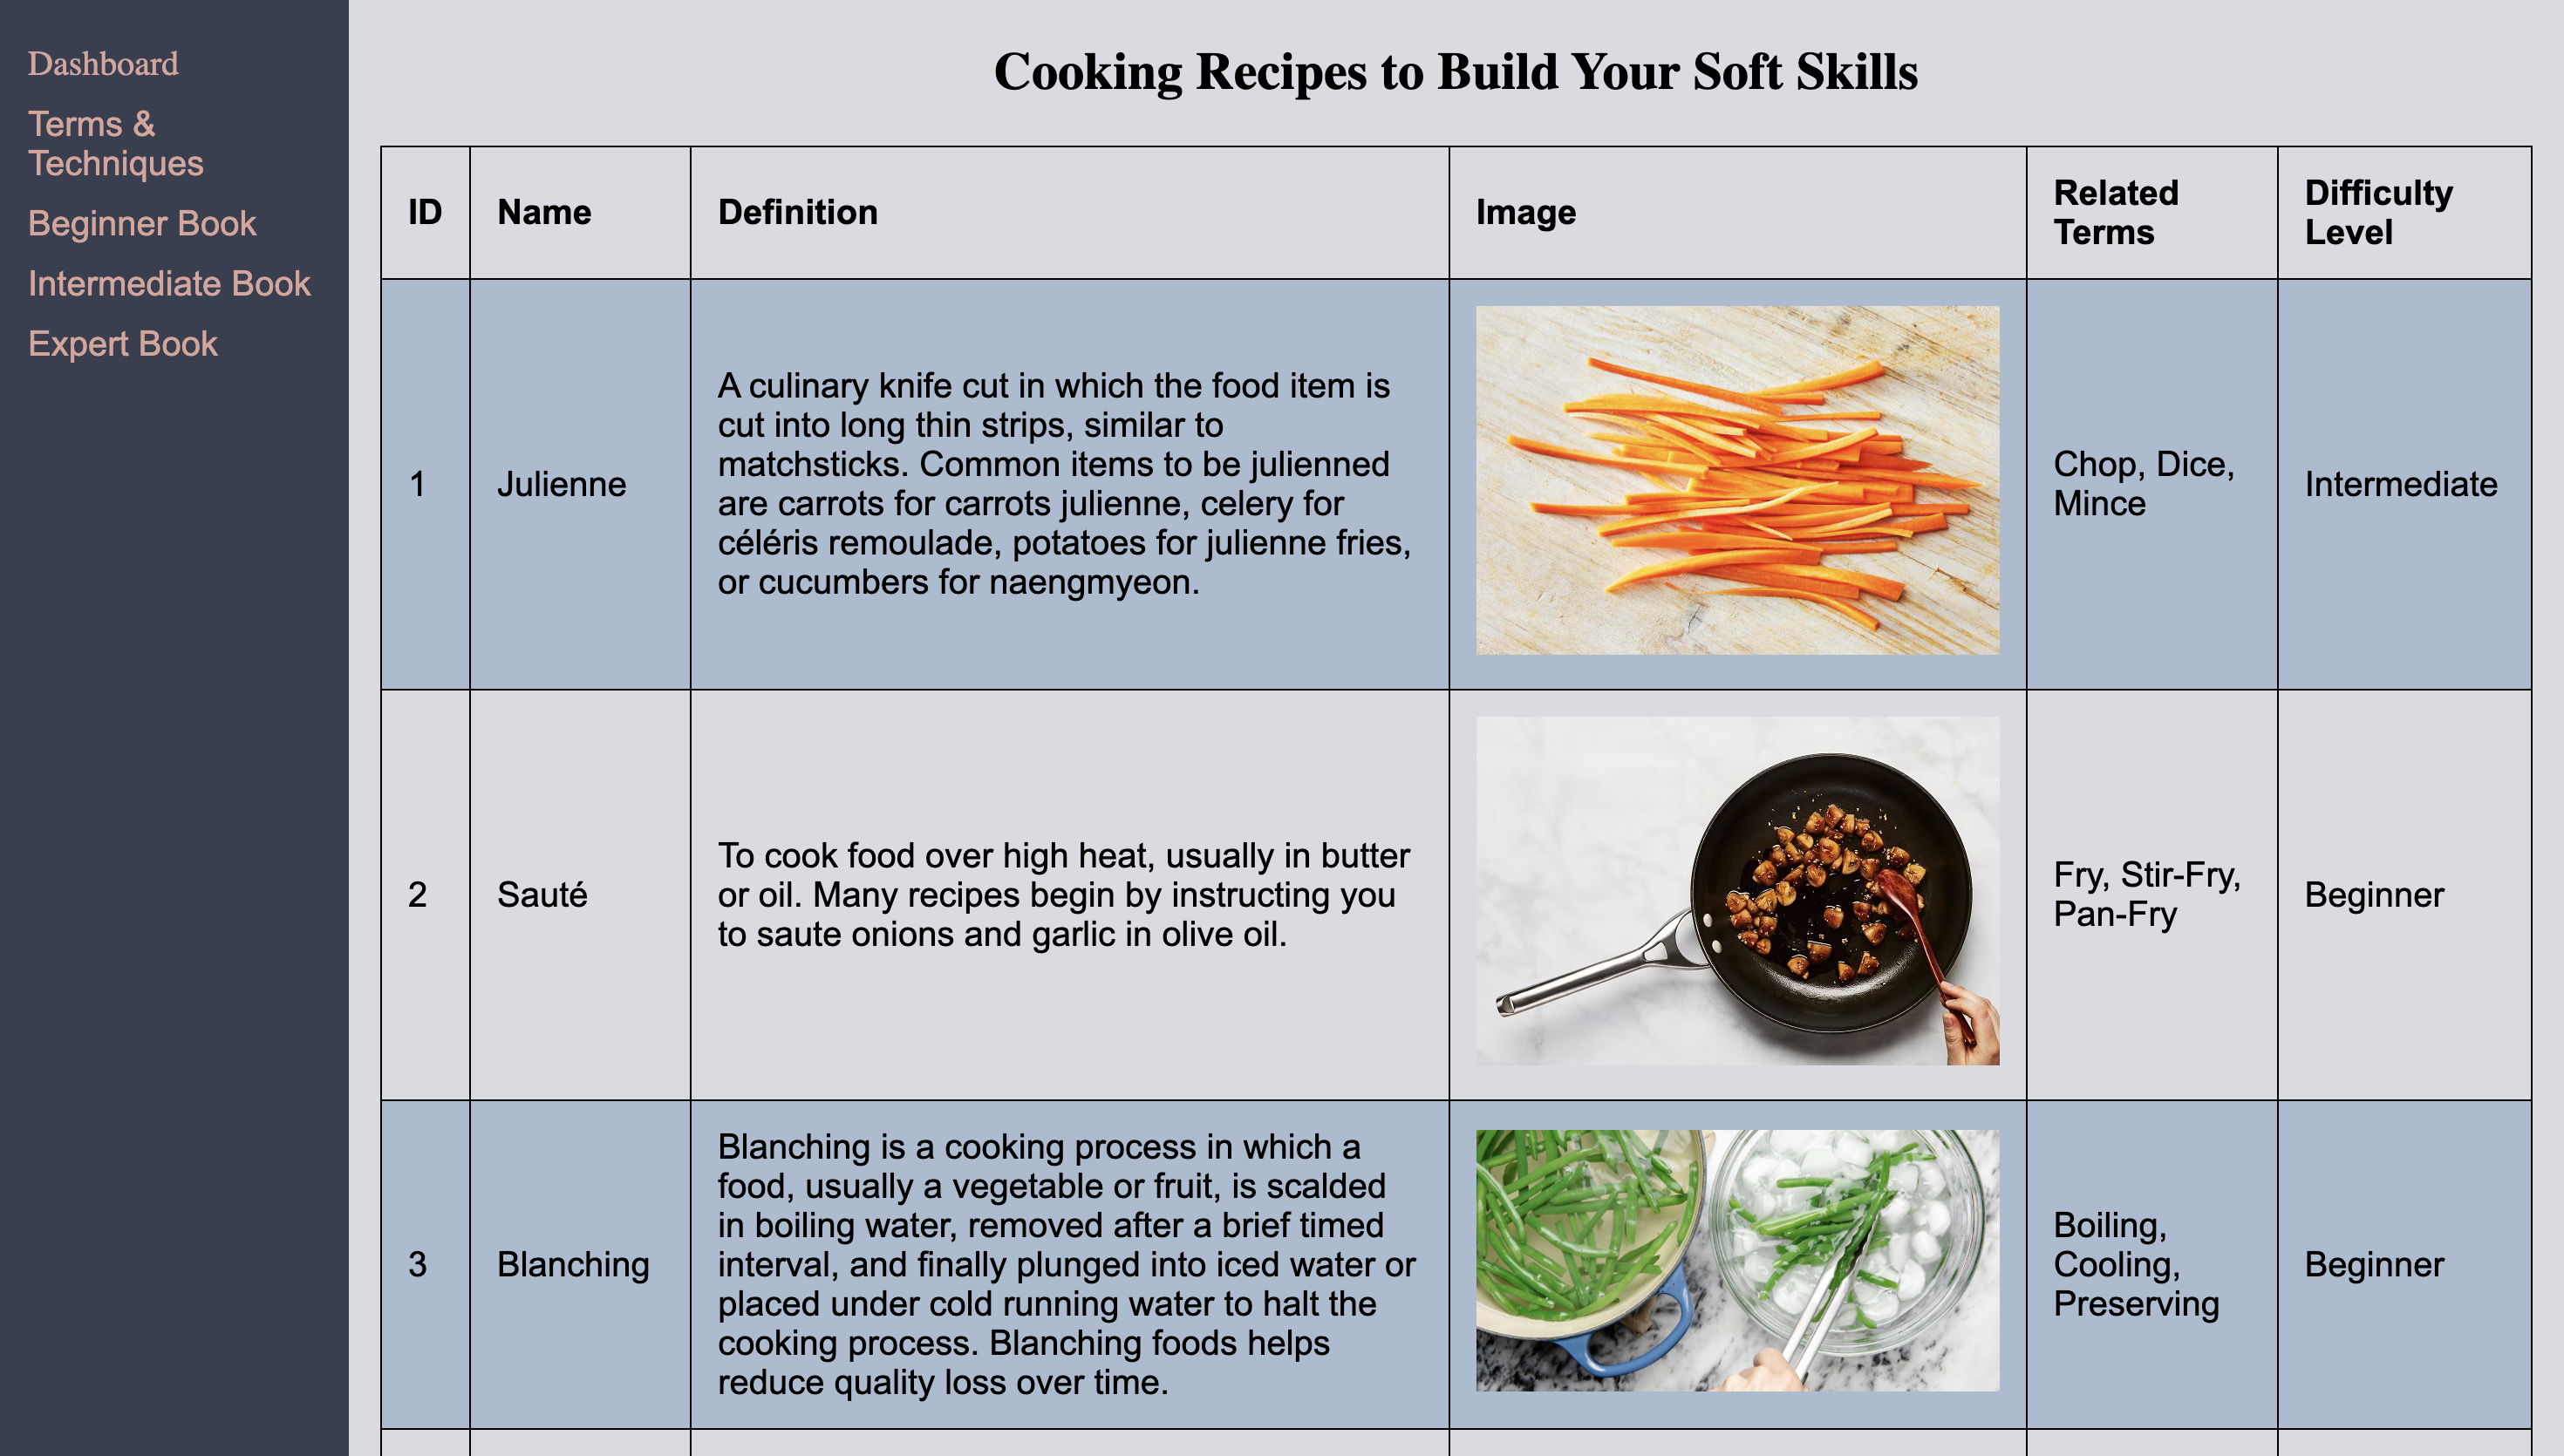 Dashboard
Terms &
Techniques
Beginner Book
Intermediate Book
Expert Book
Cooking Recipes to Build Your Soft Skills
ID
Name
Definition
Image
Related
Terms
Difficulty
Level
1
Julienne
A culinary knife cut in which the food item is
cut into long thin strips, similar to
matchsticks. Common items to be julienned
are carrots for carrots julienne, celery for
céléris remoulade, potatoes for julienne fries,
or cucumbers for naengmyeon.
Chop, Dice,
Mince
Intermediate
2
Sauté
To cook food over high heat, usually in butter
or oil. Many recipes begin by instructing you
to saute onions and garlic in olive oil.
Fry, Stir-Fry,
Pan-Fry
Beginner
3
Blanching
Blanching is a cooking process in which a
food, usually a vegetable or fruit, is scalded
in boiling water, removed after a brief timed
interval, and finally plunged into iced water or
placed under cold running water to halt the
cooking process. Blanching foods helps
reduce quality loss over time.
Boiling,
Cooling,
Preserving
Beginner